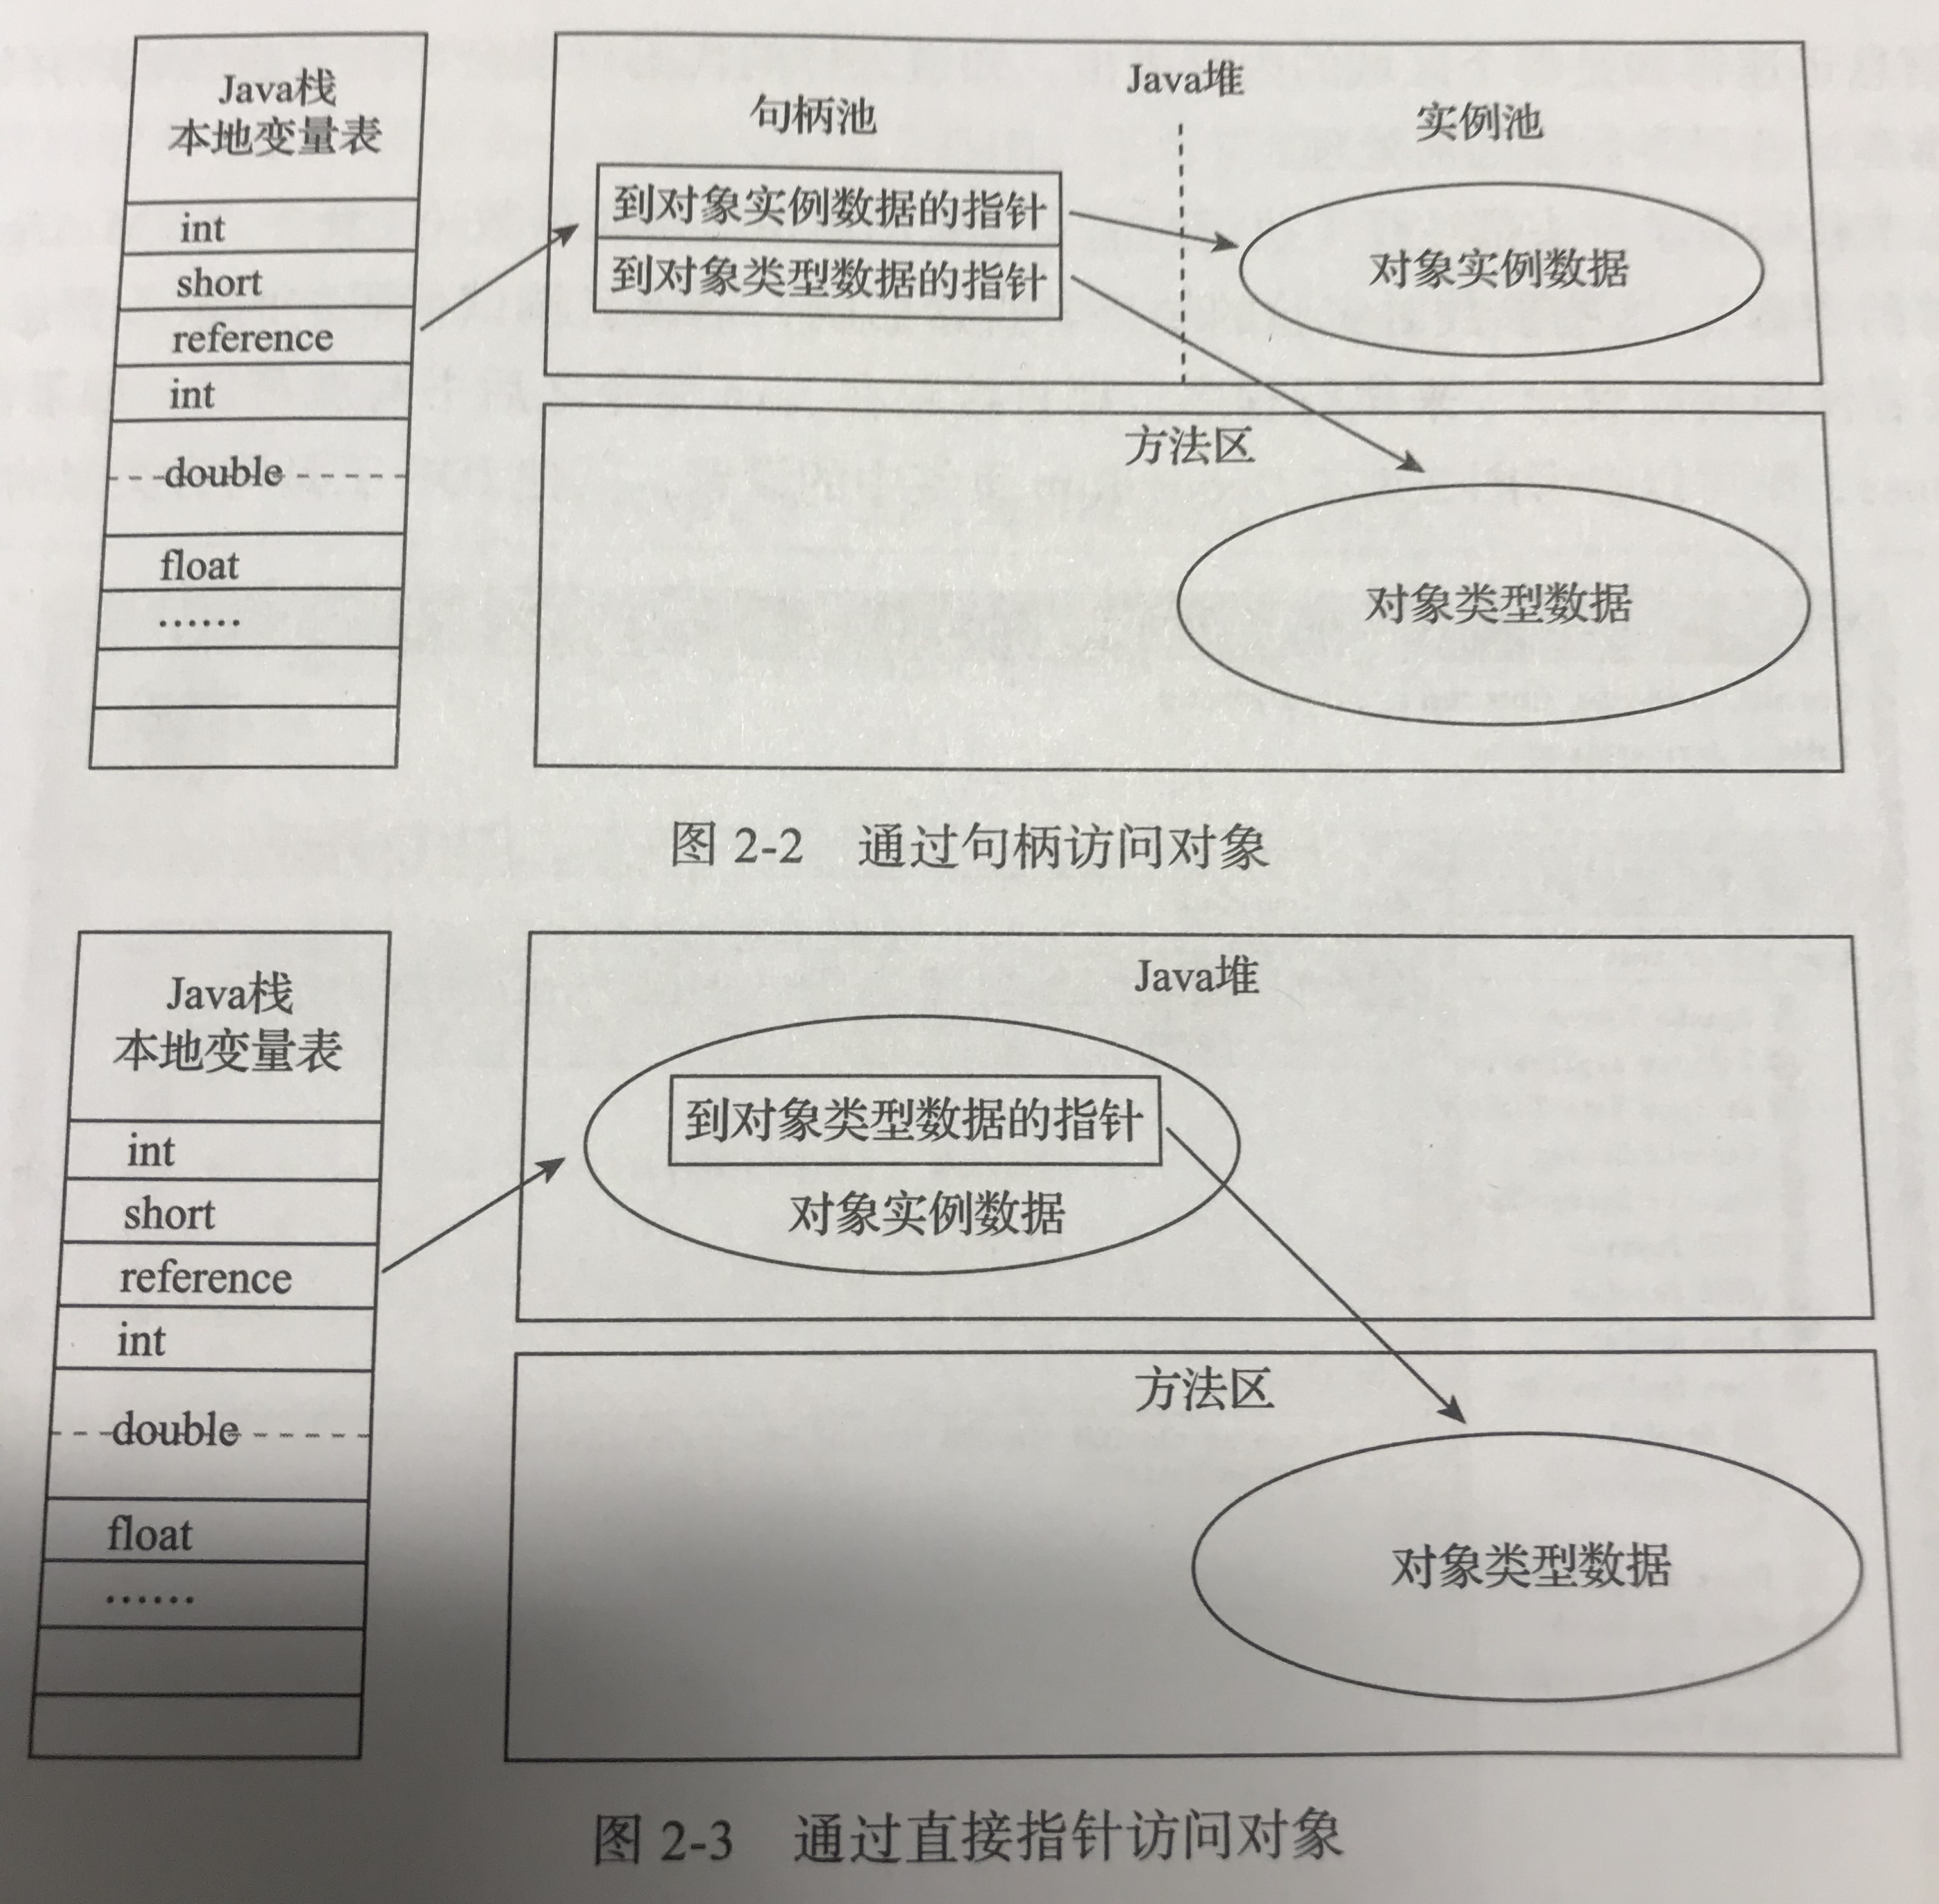 Java栈
本地变量表
int
short
reference
int
double
float
……
Java堆
句柄池
实例池
到对象实例数据的指针
到对象类型数据的指针
对象实例数据
方法区
对象类型数据
图 2-2 通过句柄访问对象
Java栈
本地变量表
int
short
reference
int
double
float
……
Java堆
到对象类型数据的指针
对象实例数据
方法区
对象类型数据
图 2-3 通过直接指针访问对象